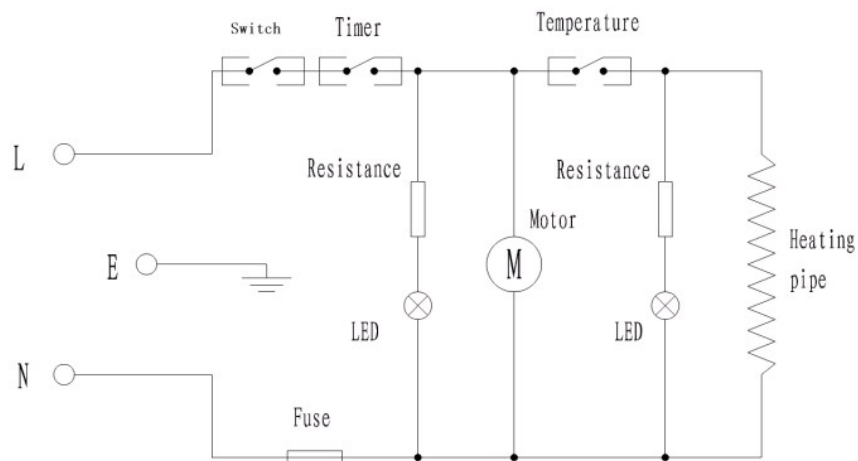 Switch
Timer
Temperature
L
Resistance
Resistance
Motor
E
M
Heating
pipe
LED
LED
N
Fuse